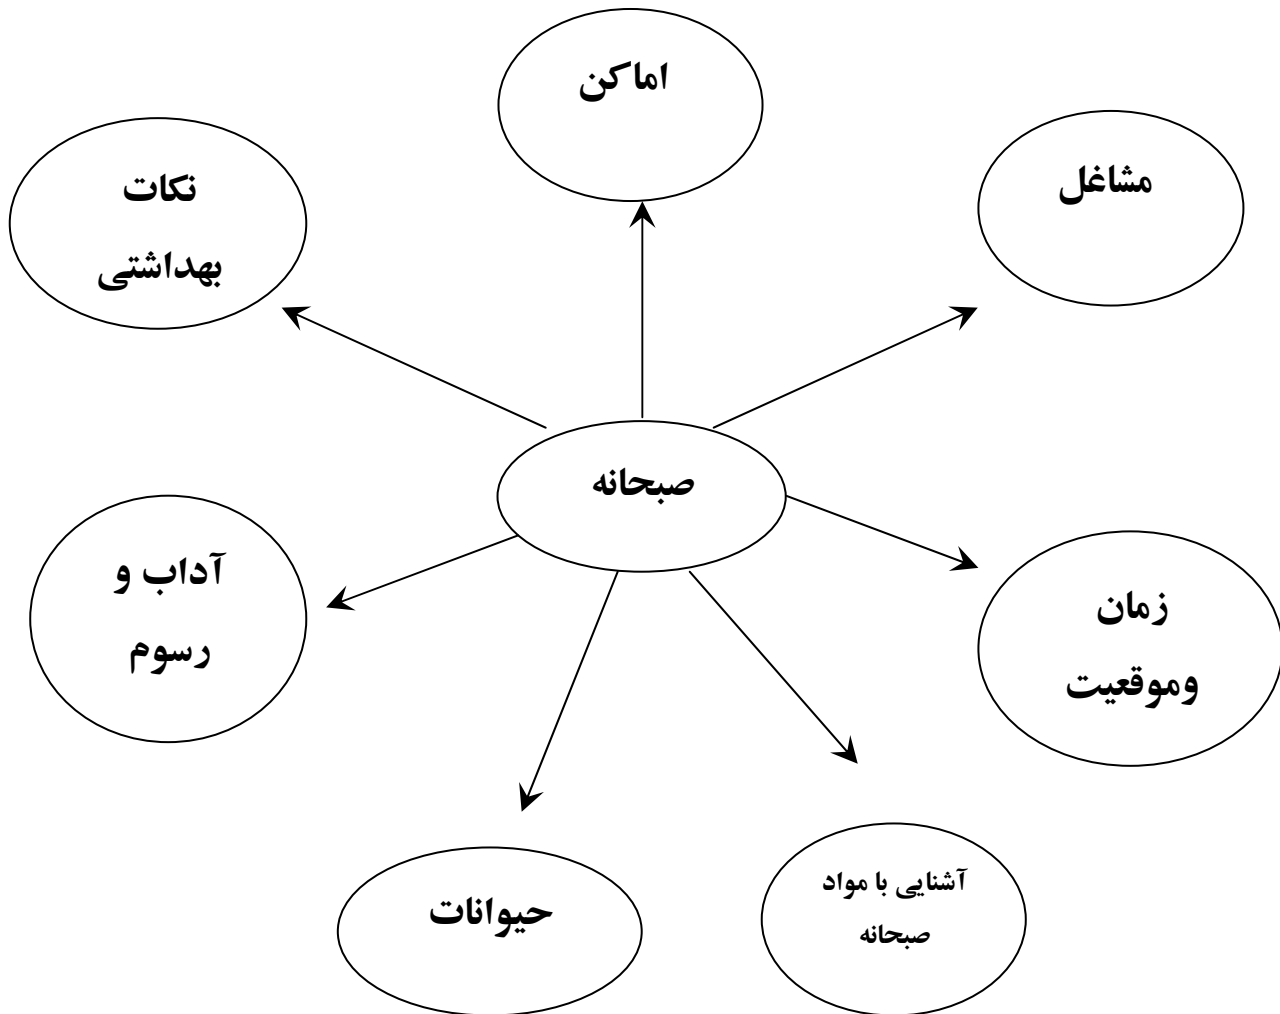 اماکن
مشاغل
نکات
بهداشتی
صبحانه
زمان
وموقعیت
آداب و
رسوم
آشنایی با مواد
صبحانه
حیوانات